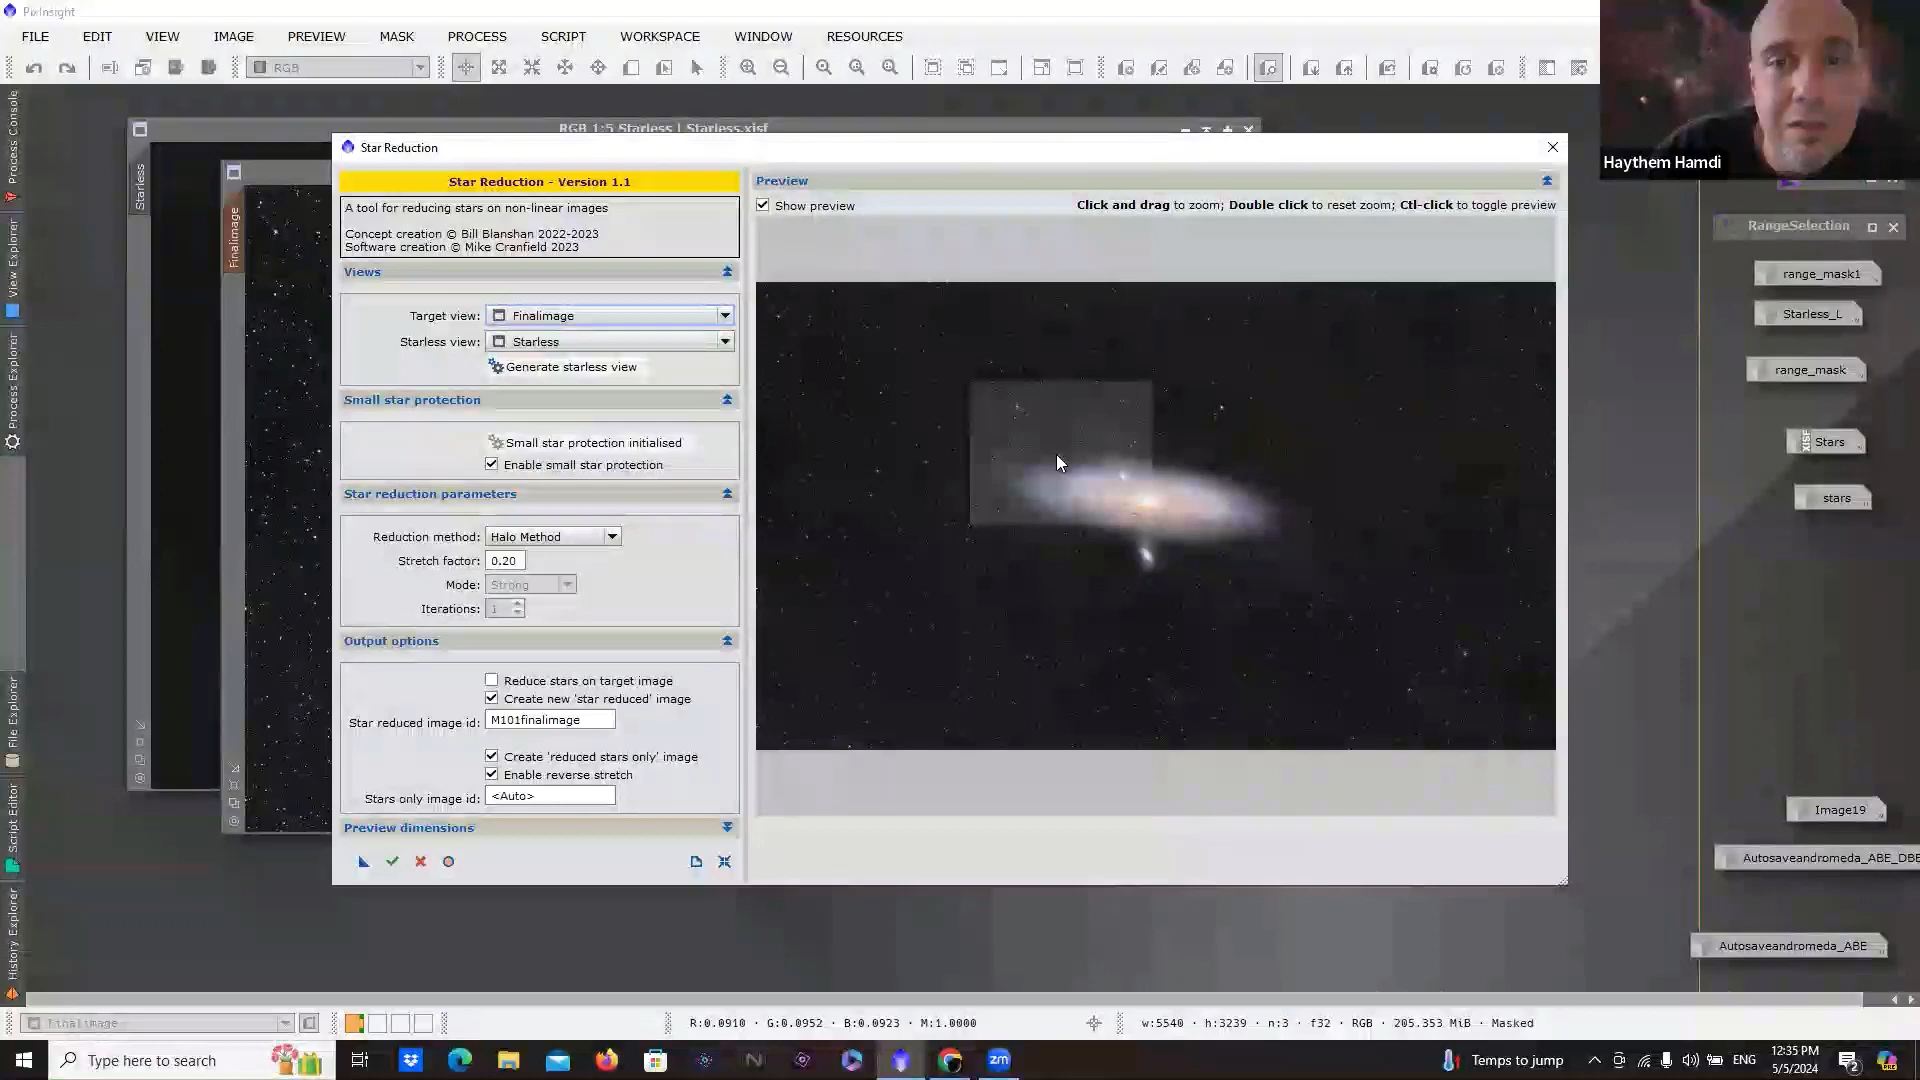 PixInsight
FILE EDIT VIEW IMAGE PREVIEW MASK PROCESS SCRIPT WORKSPACE WINDOW RESOURCES
RGB
Haythem Hamdi
RGB 1:5 Starless | Starless.xisf
Process Console
View Explorer
Process Explorer
File Explorer
Script Editor
History Explorer
Starless
Finalimage
Star Reduction
Star Reduction - Version 1.1
A tool for reducing stars on non-linear images
Concept creation © Bill Blanshan 2022-2023
Software creation © Mike Cranfield 2023
Views
Target view: Finalimage
Starless view: Starless
Generate starless view
Small star protection
Small star protection initialised
Enable small star protection
Star reduction parameters
Reduction method: Halo Method
Stretch factor: 0.20
Mode: Strong
Iterations: 1
Output options
Reduce stars on target image
Create new 'star reduced' image
Star reduced image id: M101finalimage
Create 'reduced stars only' image
Enable reverse stretch
Stars only image id: <Auto>
Preview dimensions
Preview
Show preview
Click and drag to zoom; Double click to reset zoom; Ctl-click to toggle preview
RangeSelection
range_mask1
Starless_L
range_mask
XISF
Stars
stars
Image19
Autosaveandromeda_ABE_DBE
Autosaveandromeda_ABE
Finalimage
R:0.0910 · G:0.0952 · B:0.0923 · M:1.0000
w:5540 · h:3239 · n:3 · f32 · RGB · 205.353 MiB · Masked
Type here to search
zm
Temps to jump
ENG
12:35 PM
5/5/2024
2
PRE